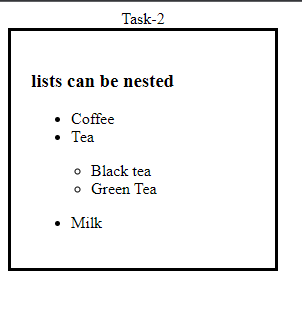 Task-2
lists can be nested
Coffee
Tea
Black tea
Green Tea
Milk